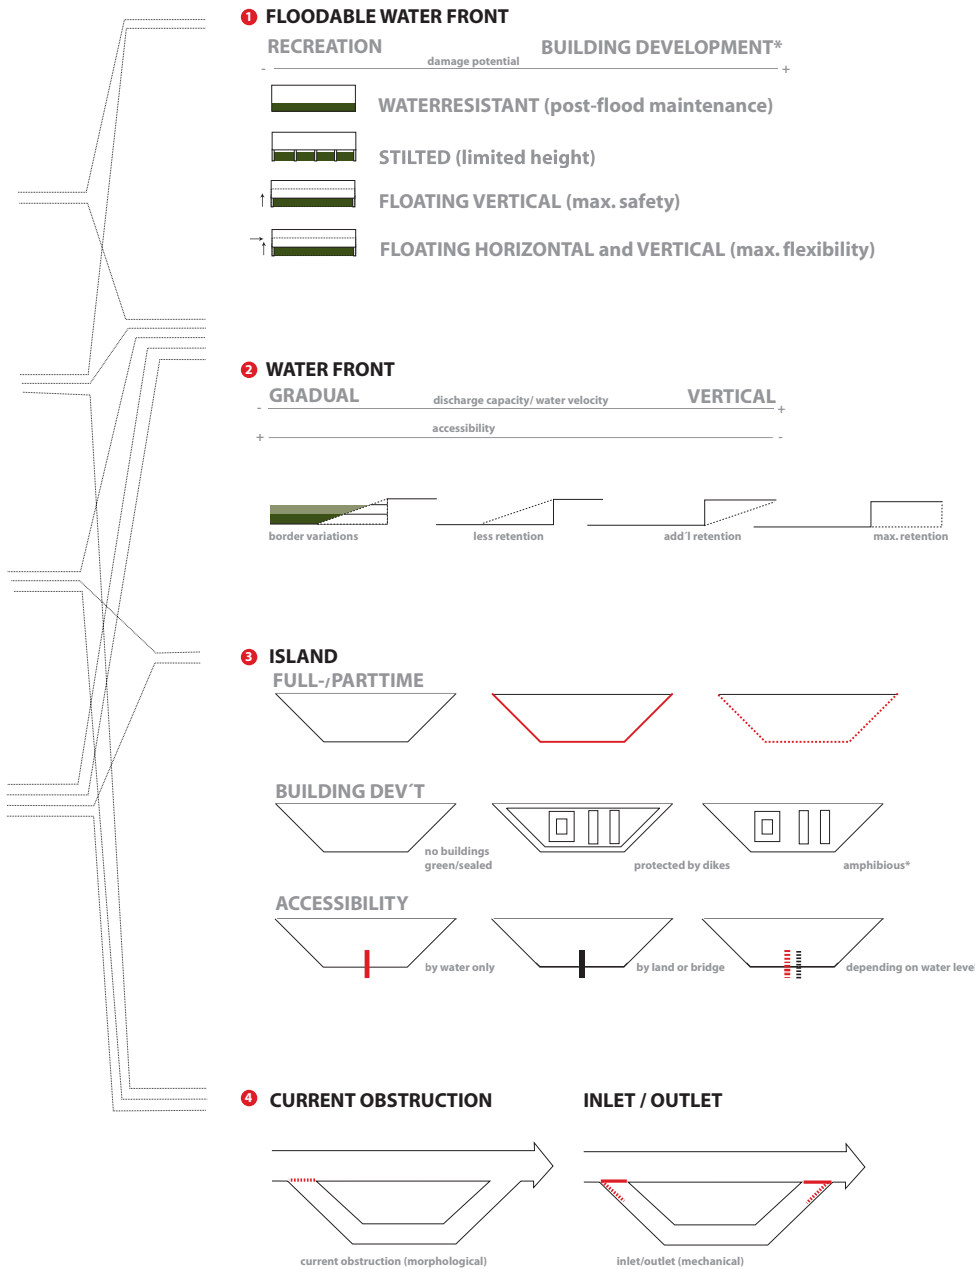 1 FLOODABLE WATER FRONT
RECREATION BUILDING DEVELOPMENT*
damage potential
- +
WATERRESISTANT (post-flood maintenance)
STILTED (limited height)
FLOATING VERTICAL (max. safety)
FLOATING HORIZONTAL and VERTICAL (max. flexibility)
2 WATER FRONT
GRADUAL VERTICAL
- discharge capacity/ water velocity +
+ accessibility -
border variations less retention add´l retention max. retention
3 ISLAND
FULL-/PARTTIME
BUILDING DEV´T
no buildings
green/sealed protected by dikes amphibious*
ACCESSIBILITY
by water only by land or bridge depending on water level
4 CURRENT OBSTRUCTION INLET / OUTLET
current obstruction (morphological) inlet/outlet (mechanical)